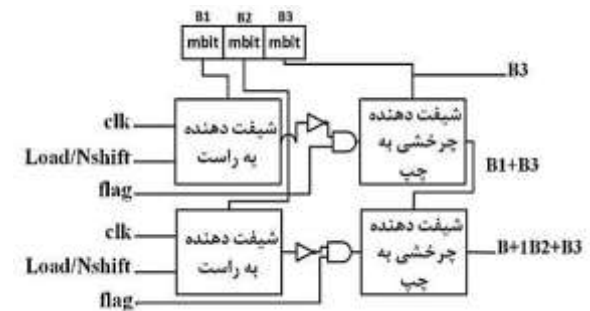 B1 B2 B3
mbit mbit mbit
B3
clk
Load/Nshift
flag
شیفت دهنده
به راست
شیفت دهنده
چرخشی به
چپ
B1+B3
clk
Load/Nshift
flag
شیفت دهنده
به راست
شیفت دهنده
چرخشی به
چپ
B+1B2+B3